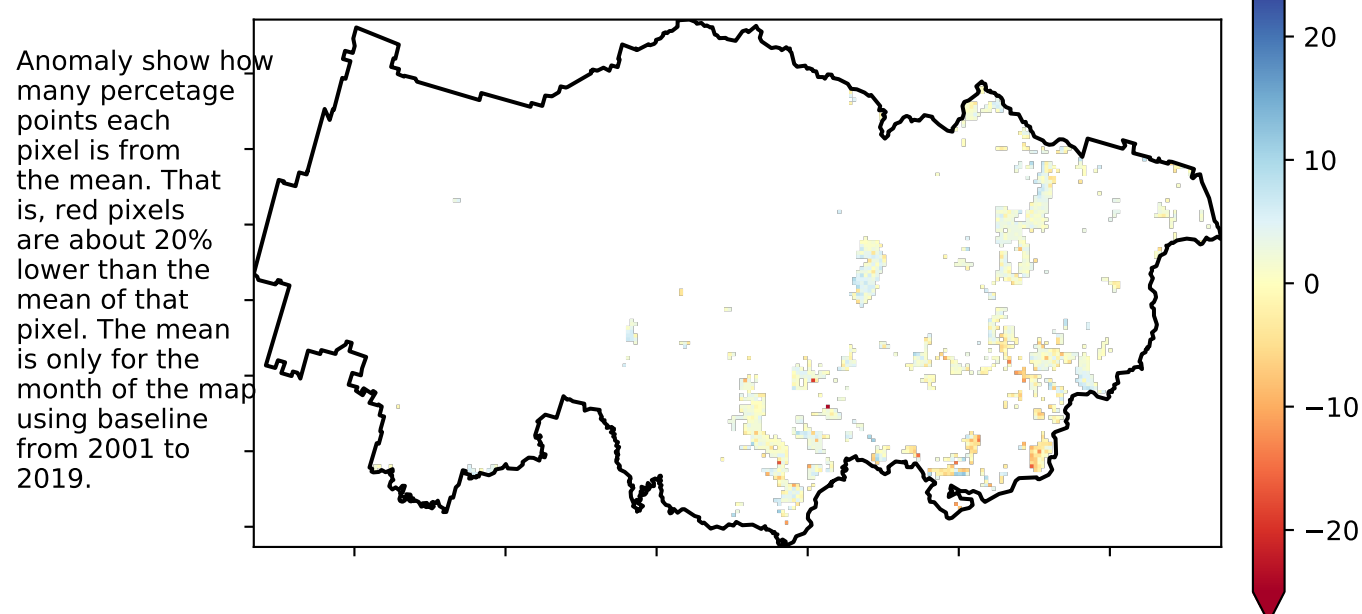 Anomaly show how
many percetage
points each
pixel is from
the mean. That
is, red pixels
are about 20%
lower than the
mean of that
pixel. The mean
is only for the
month of the map
using baseline
from 2001 to
2019.
20
10
0
−10
−20